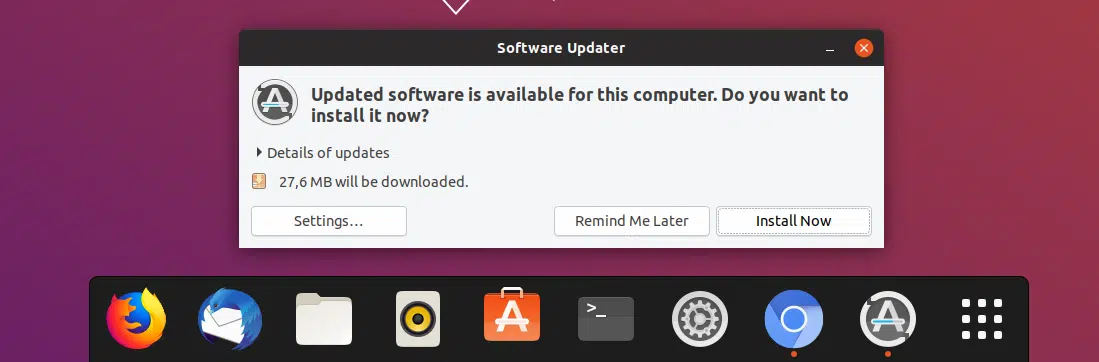 Software Updater
Updated software is available for this computer. Do you want to
install it now?
Details of updates
27,6 MB will be downloaded.
Settings...
Remind Me Later
Install Now
>_